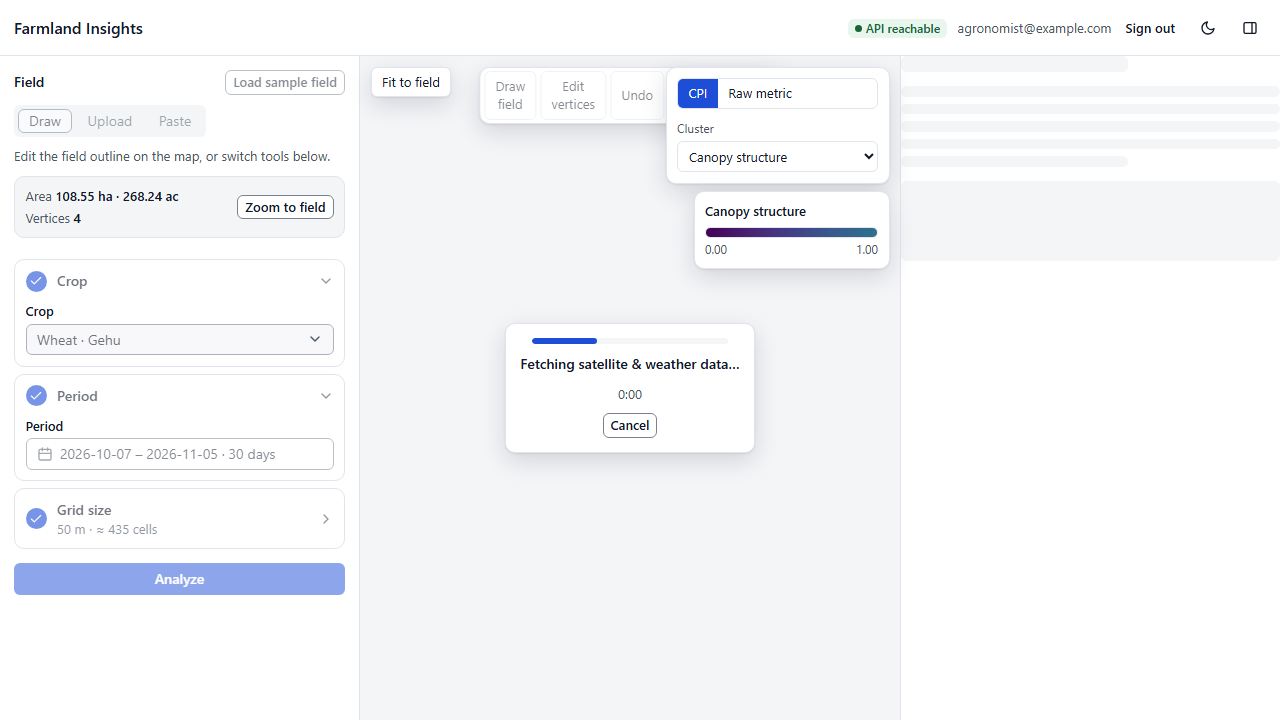 Farmland Insights
API reachable
agronomist@example.com
Sign out
Field
Load sample field
Draw
Upload
Paste
Edit the field outline on the map, or switch tools below.
Area 108.55 ha · 268.24 ac
Vertices 4
Zoom to field
Crop
Crop
Wheat · Gehu
Period
Period
2026-10-07 – 2026-11-05 · 30 days
Grid size
50 m · ≈ 435 cells
Analyze
Fit to field
Draw
field
Edit
vertices
Undo
CPI
Raw metric
Cluster
Canopy structure
Canopy structure
0.00
1.00
Fetching satellite & weather data...
0:00
Cancel